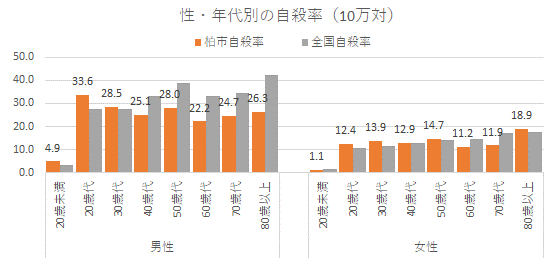 性・年代別の自殺率（10万対）
柏市自殺率 全国自殺率
50.0
40.0
30.0
20.0
10.0
0.0
4.9 33.6 28.5 25.1 28.0 22.2 24.7 26.3 1.1 12.4 13.9 12.9 14.7 11.2 11.9 18.9
20歳未満 20歳代 30歳代 40歳代 50歳代 60歳代 70歳代 80歳以上 20歳未満 20歳代 30歳代 40歳代 50歳代 60歳代 70歳代 80歳以上
男性 女性